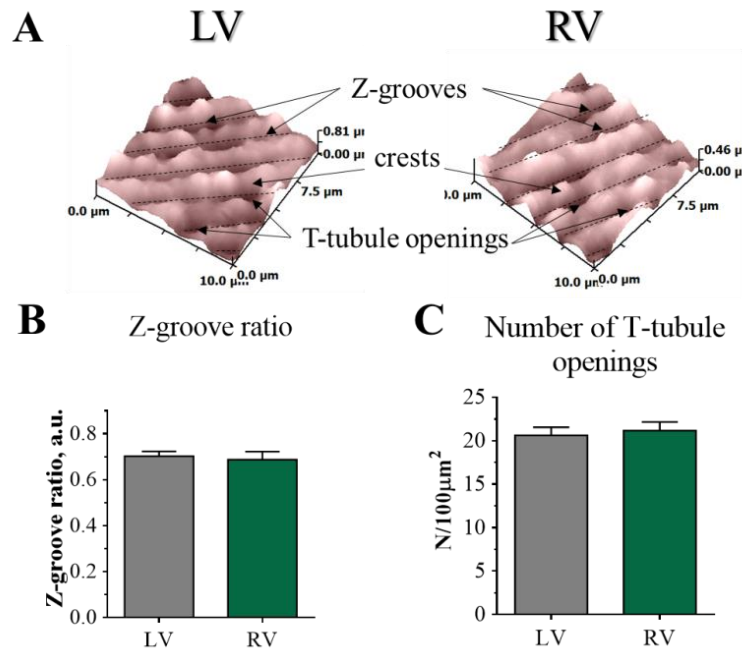 A
LV
RV
Z-grooves
crests
T-tubule openings
0.81 μ
0.00 μ
7.5 μm
0.0 μm
10.0 μm
0.0 μm
0.46 μ
0.00 μ
7.5 μm
0.0 μm
10.0 μm
0.0 μm
B
Z-groove ratio
Z-groove ratio, a.u.
0.8
0.6
0.4
0.2
0.0
LV
RV
C
Number of T-tubule
openings
N/100μm²
25
20
15
10
5
0
LV
RV